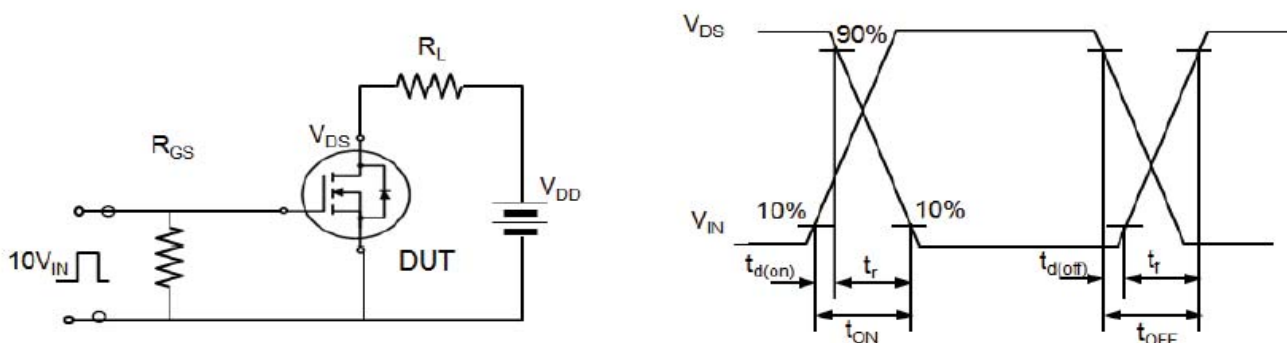 R_L
V_DS
R_GS
V_DD
10V_IN
DUT
V_DS
90%
V_IN
10%
10%
t_d(on)
t_r
t_d(off)
t_f
t_ON
t_OFF